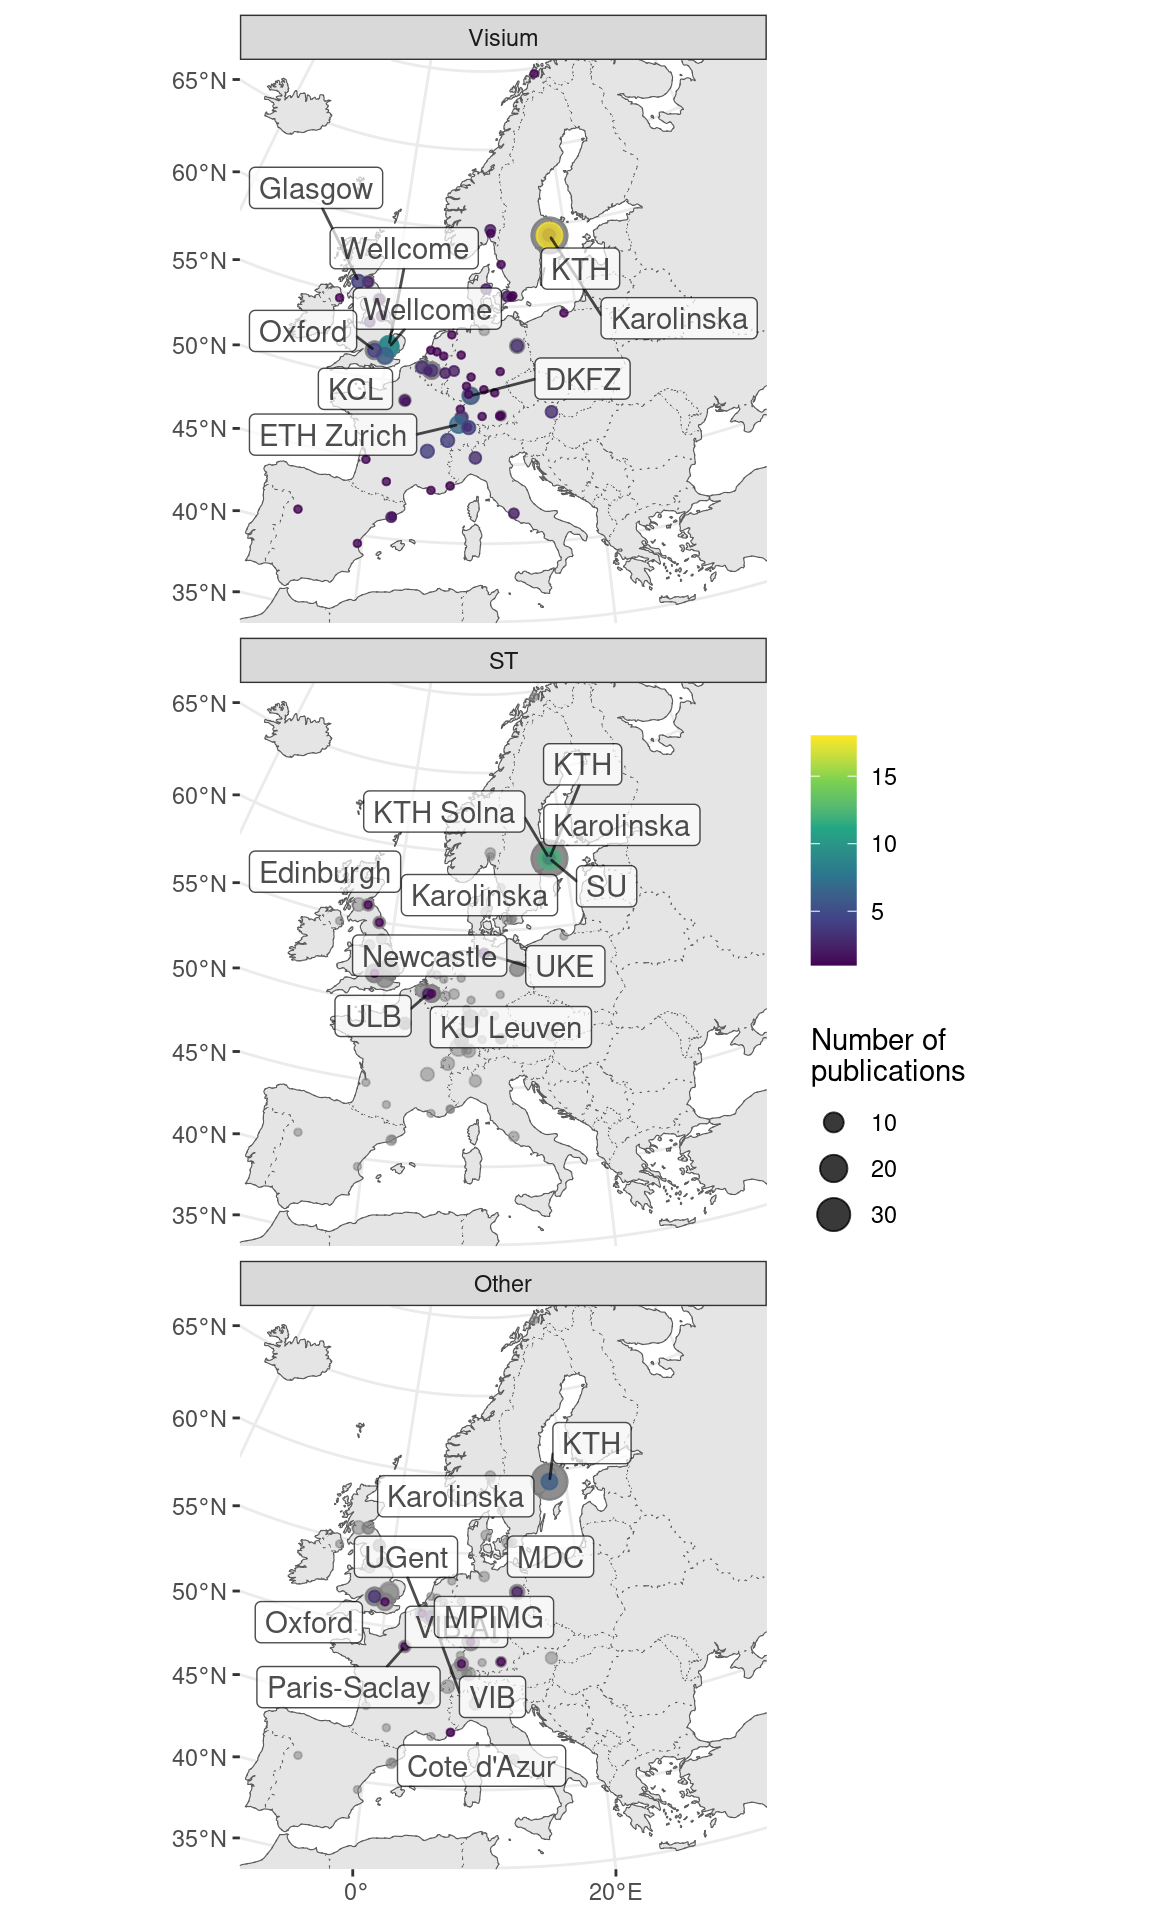 Visium
65°N
60°N
55°N
50°N
45°N
40°N
35°N
Glasgow
Wellcome
KTH
Wellcome
Karolinska
Oxford
KCL
DKFZ
ETH Zurich
ST
65°N
60°N
55°N
50°N
45°N
40°N
35°N
KTH
KTH Solna
Karolinska
Edinburgh
SU
Karolinska
Newcastle
UKE
ULB
KU Leuven
15
10
5
Number of
publications
10
20
30
Other
65°N
60°N
55°N
50°N
45°N
40°N
35°N
KTH
Karolinska
UGent
MDC
MPIMG
Oxford
Paris-Saclay
VIB
Cote d'Azur
0°
20°E